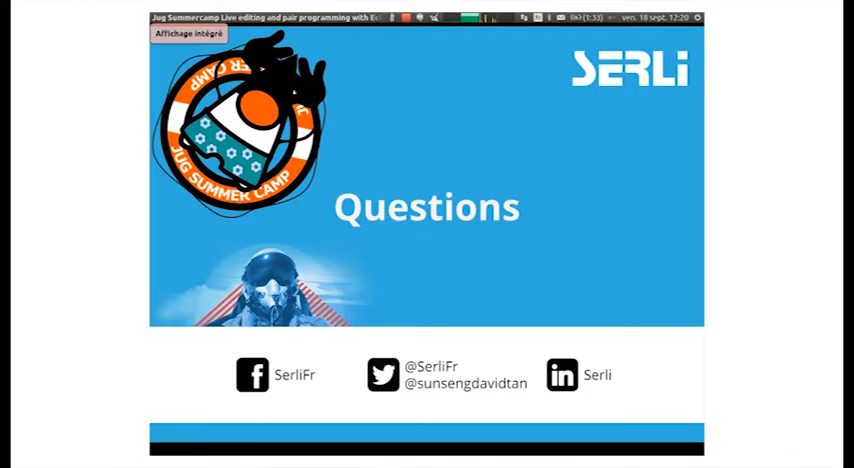 Jug Summercamp Live editing and pair programming with Ecl
(1:33)
ven. 18 sept. 12:20
Affichage intégré
SERLI
JUG SUMMER CAMP
Questions
SerliFr
@SerliFr
@sunsengdavidtan
Serli